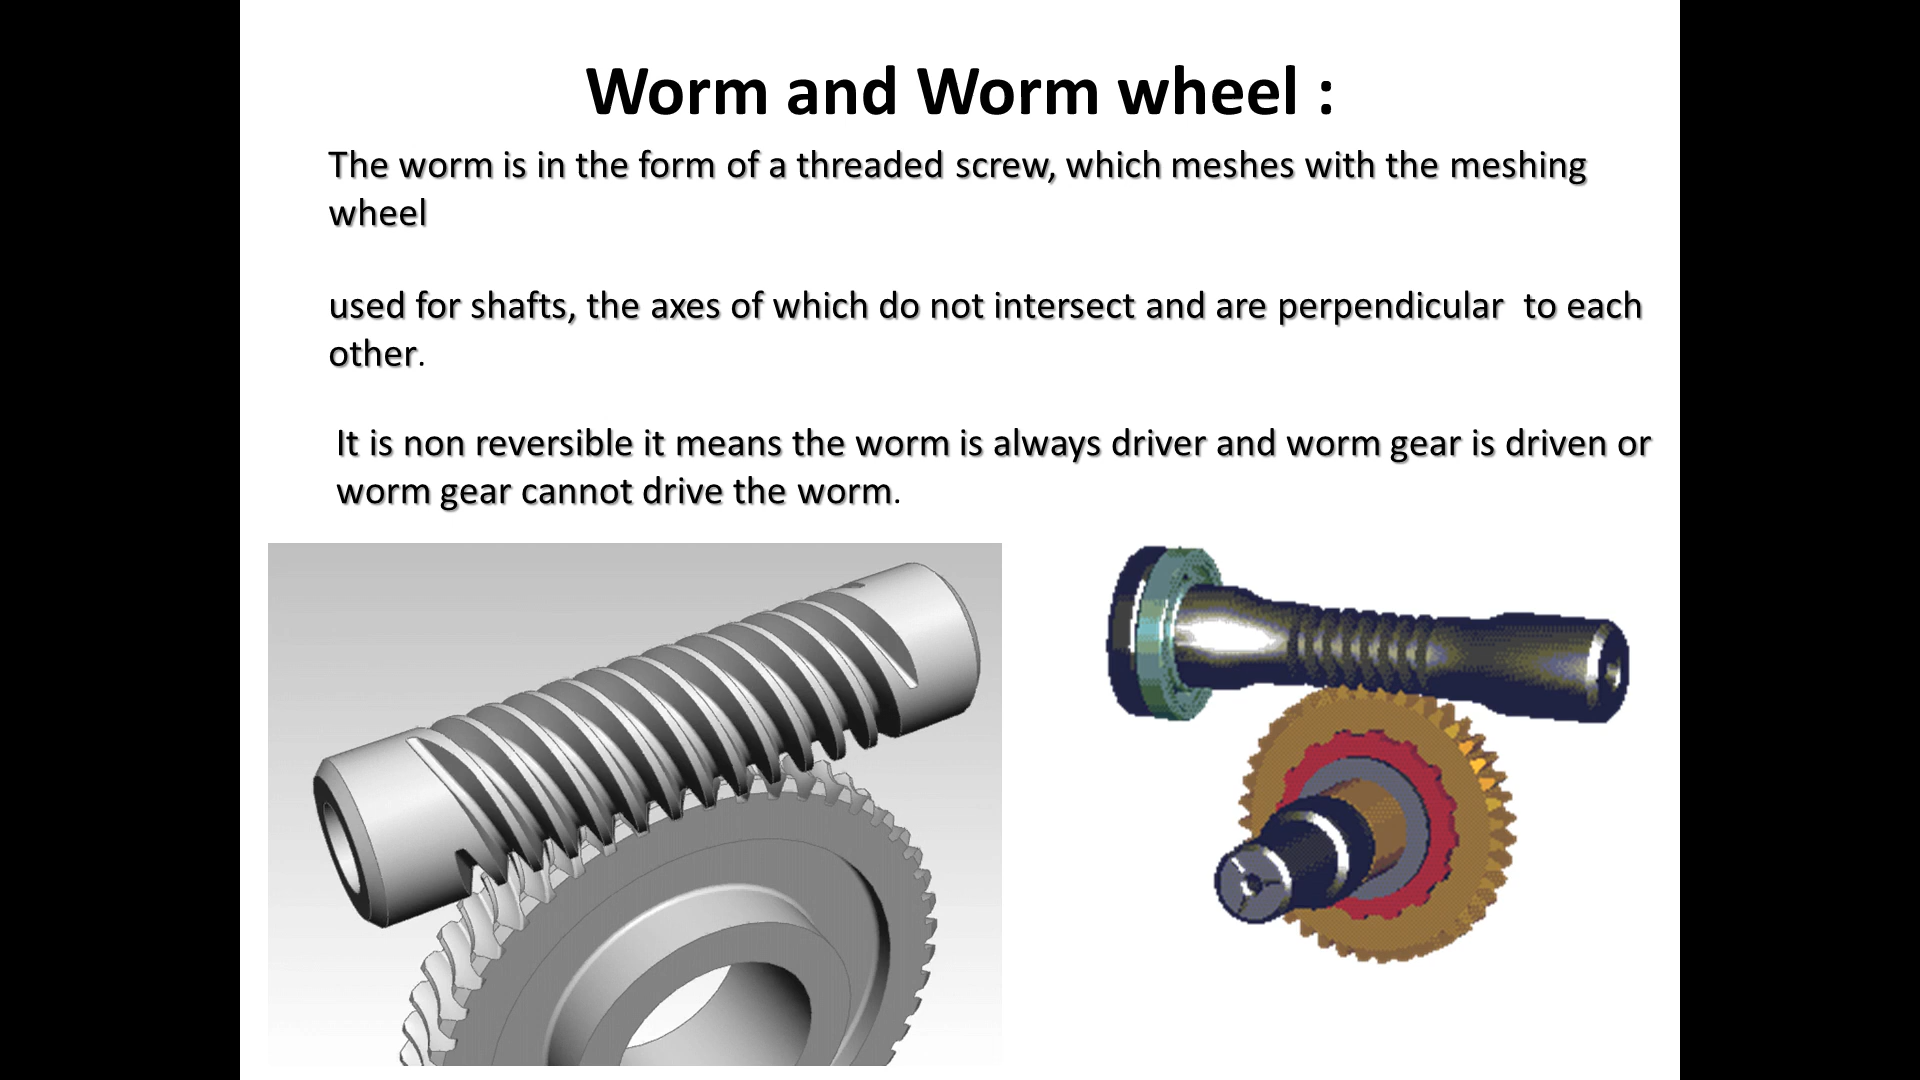 Worm and Worm wheel :
The worm is in the form of a threaded screw, which meshes with the meshing
wheel
used for shafts, the axes of which do not intersect and are perpendicular  to each
other.
It is non reversible it means the worm is always driver and worm gear is driven or
worm gear cannot drive the worm.